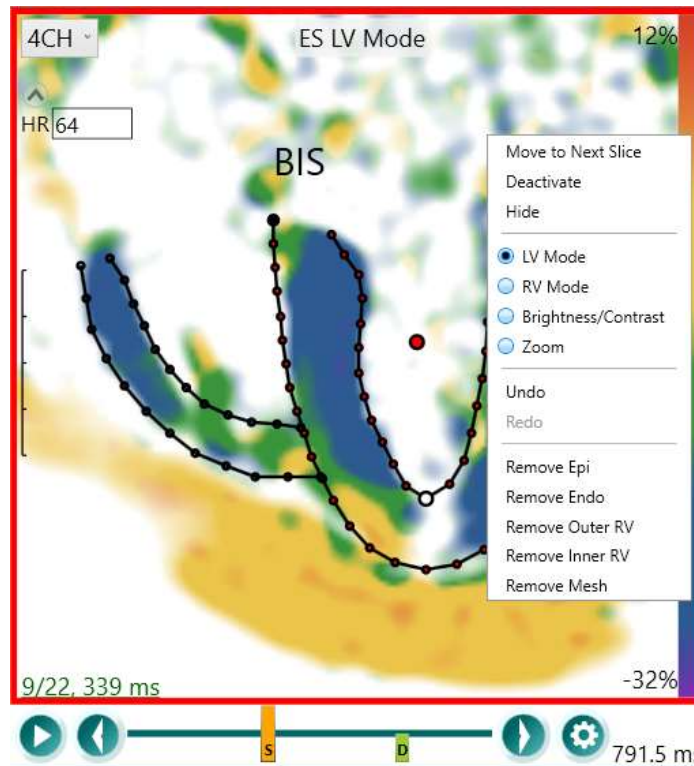 4CH
ES LV Mode
12%
HR 64
BIS
Move to Next Slice
Deactivate
Hide
LV Mode
RV Mode
Brightness/Contrast
Zoom
Undo
Redo
Remove Epi
Remove Endo
Remove Outer RV
Remove Inner RV
Remove Mesh
9/22, 339 ms
-32%
S
D
791.5 m